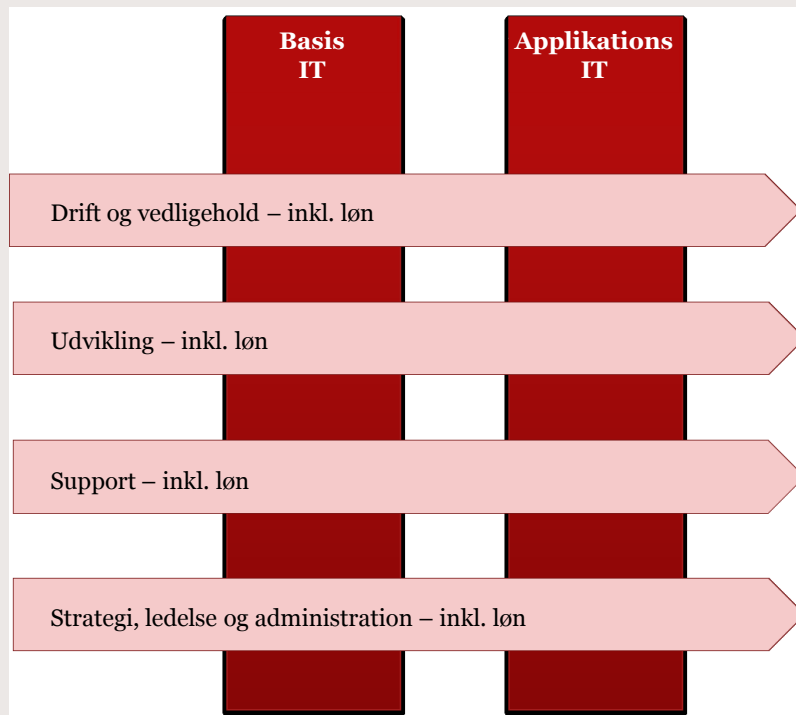 Basis
IT
Applikations
IT
Drift og vedligehold – inkl. løn
Udvikling – inkl. løn
Support – inkl. løn
Strategi, ledelse og administration – inkl. løn